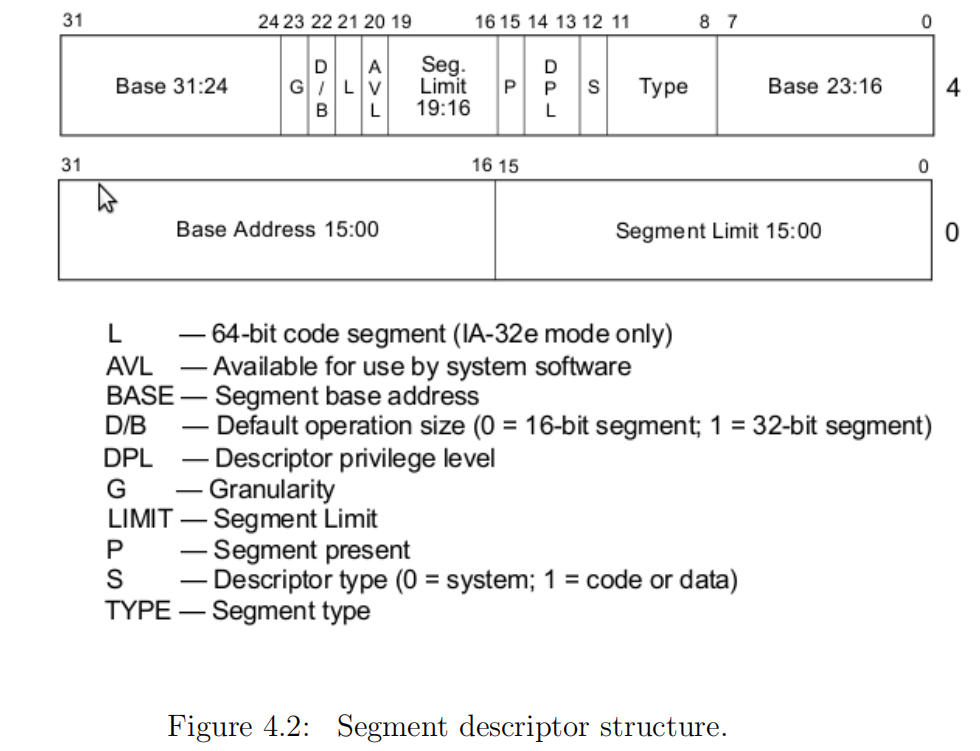 31 24 23 22 21 20 19 16 15 14 13 12 11 8 7 0
Base 31:24 G D/B L AVL Seg. Limit 19:16 P DPL S Type Base 23:16 4
31 16 15 0
Base Address 15:00 Segment Limit 15:00 0
L — 64-bit code segment (IA-32e mode only)
AVL — Available for use by system software
BASE — Segment base address
D/B — Default operation size (0 = 16-bit segment; 1 = 32-bit segment)
DPL — Descriptor privilege level
G — Granularity
LIMIT — Segment Limit
P — Segment present
S — Descriptor type (0 = system; 1 = code or data)
TYPE — Segment type
Figure 4.2: Segment descriptor structure.